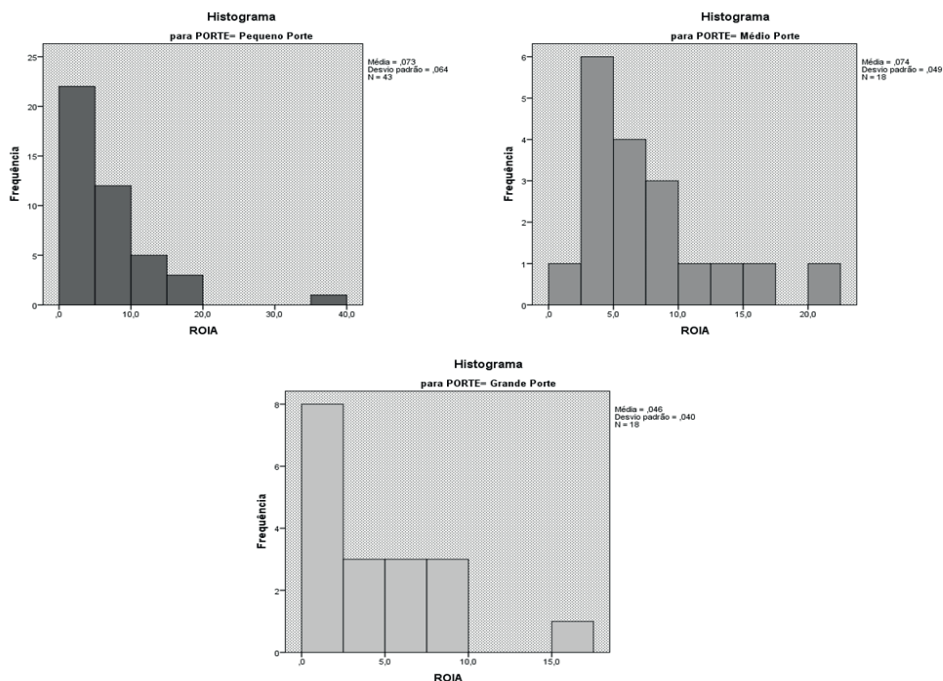 Histograma
para PORTE= Pequeno Porte
Média = ,073
Desvio padrão = ,064
N = 43
Frequência
25
20
15
10
5
0
,0
10,0
20,0
30,0
40,0
ROIA
Histograma
para PORTE= Médio Porte
Média = ,074
Desvio padrão = ,049
N = 18
Frequência
6
5
4
3
2
1
0
,0
5,0
10,0
15,0
20,0
ROIA
Histograma
para PORTE= Grande Porte
Média = ,046
Desvio padrão = ,040
N = 18
Frequência
8
6
4
2
0
,0
5,0
10,0
15,0
ROIA